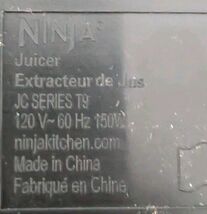 NINJA
Juicer
Extracteur de Jus
JC SERIES T9
120 V~ 60 Hz 150W
ninjakitchen.com
Made in China
Fabriqué en Chine